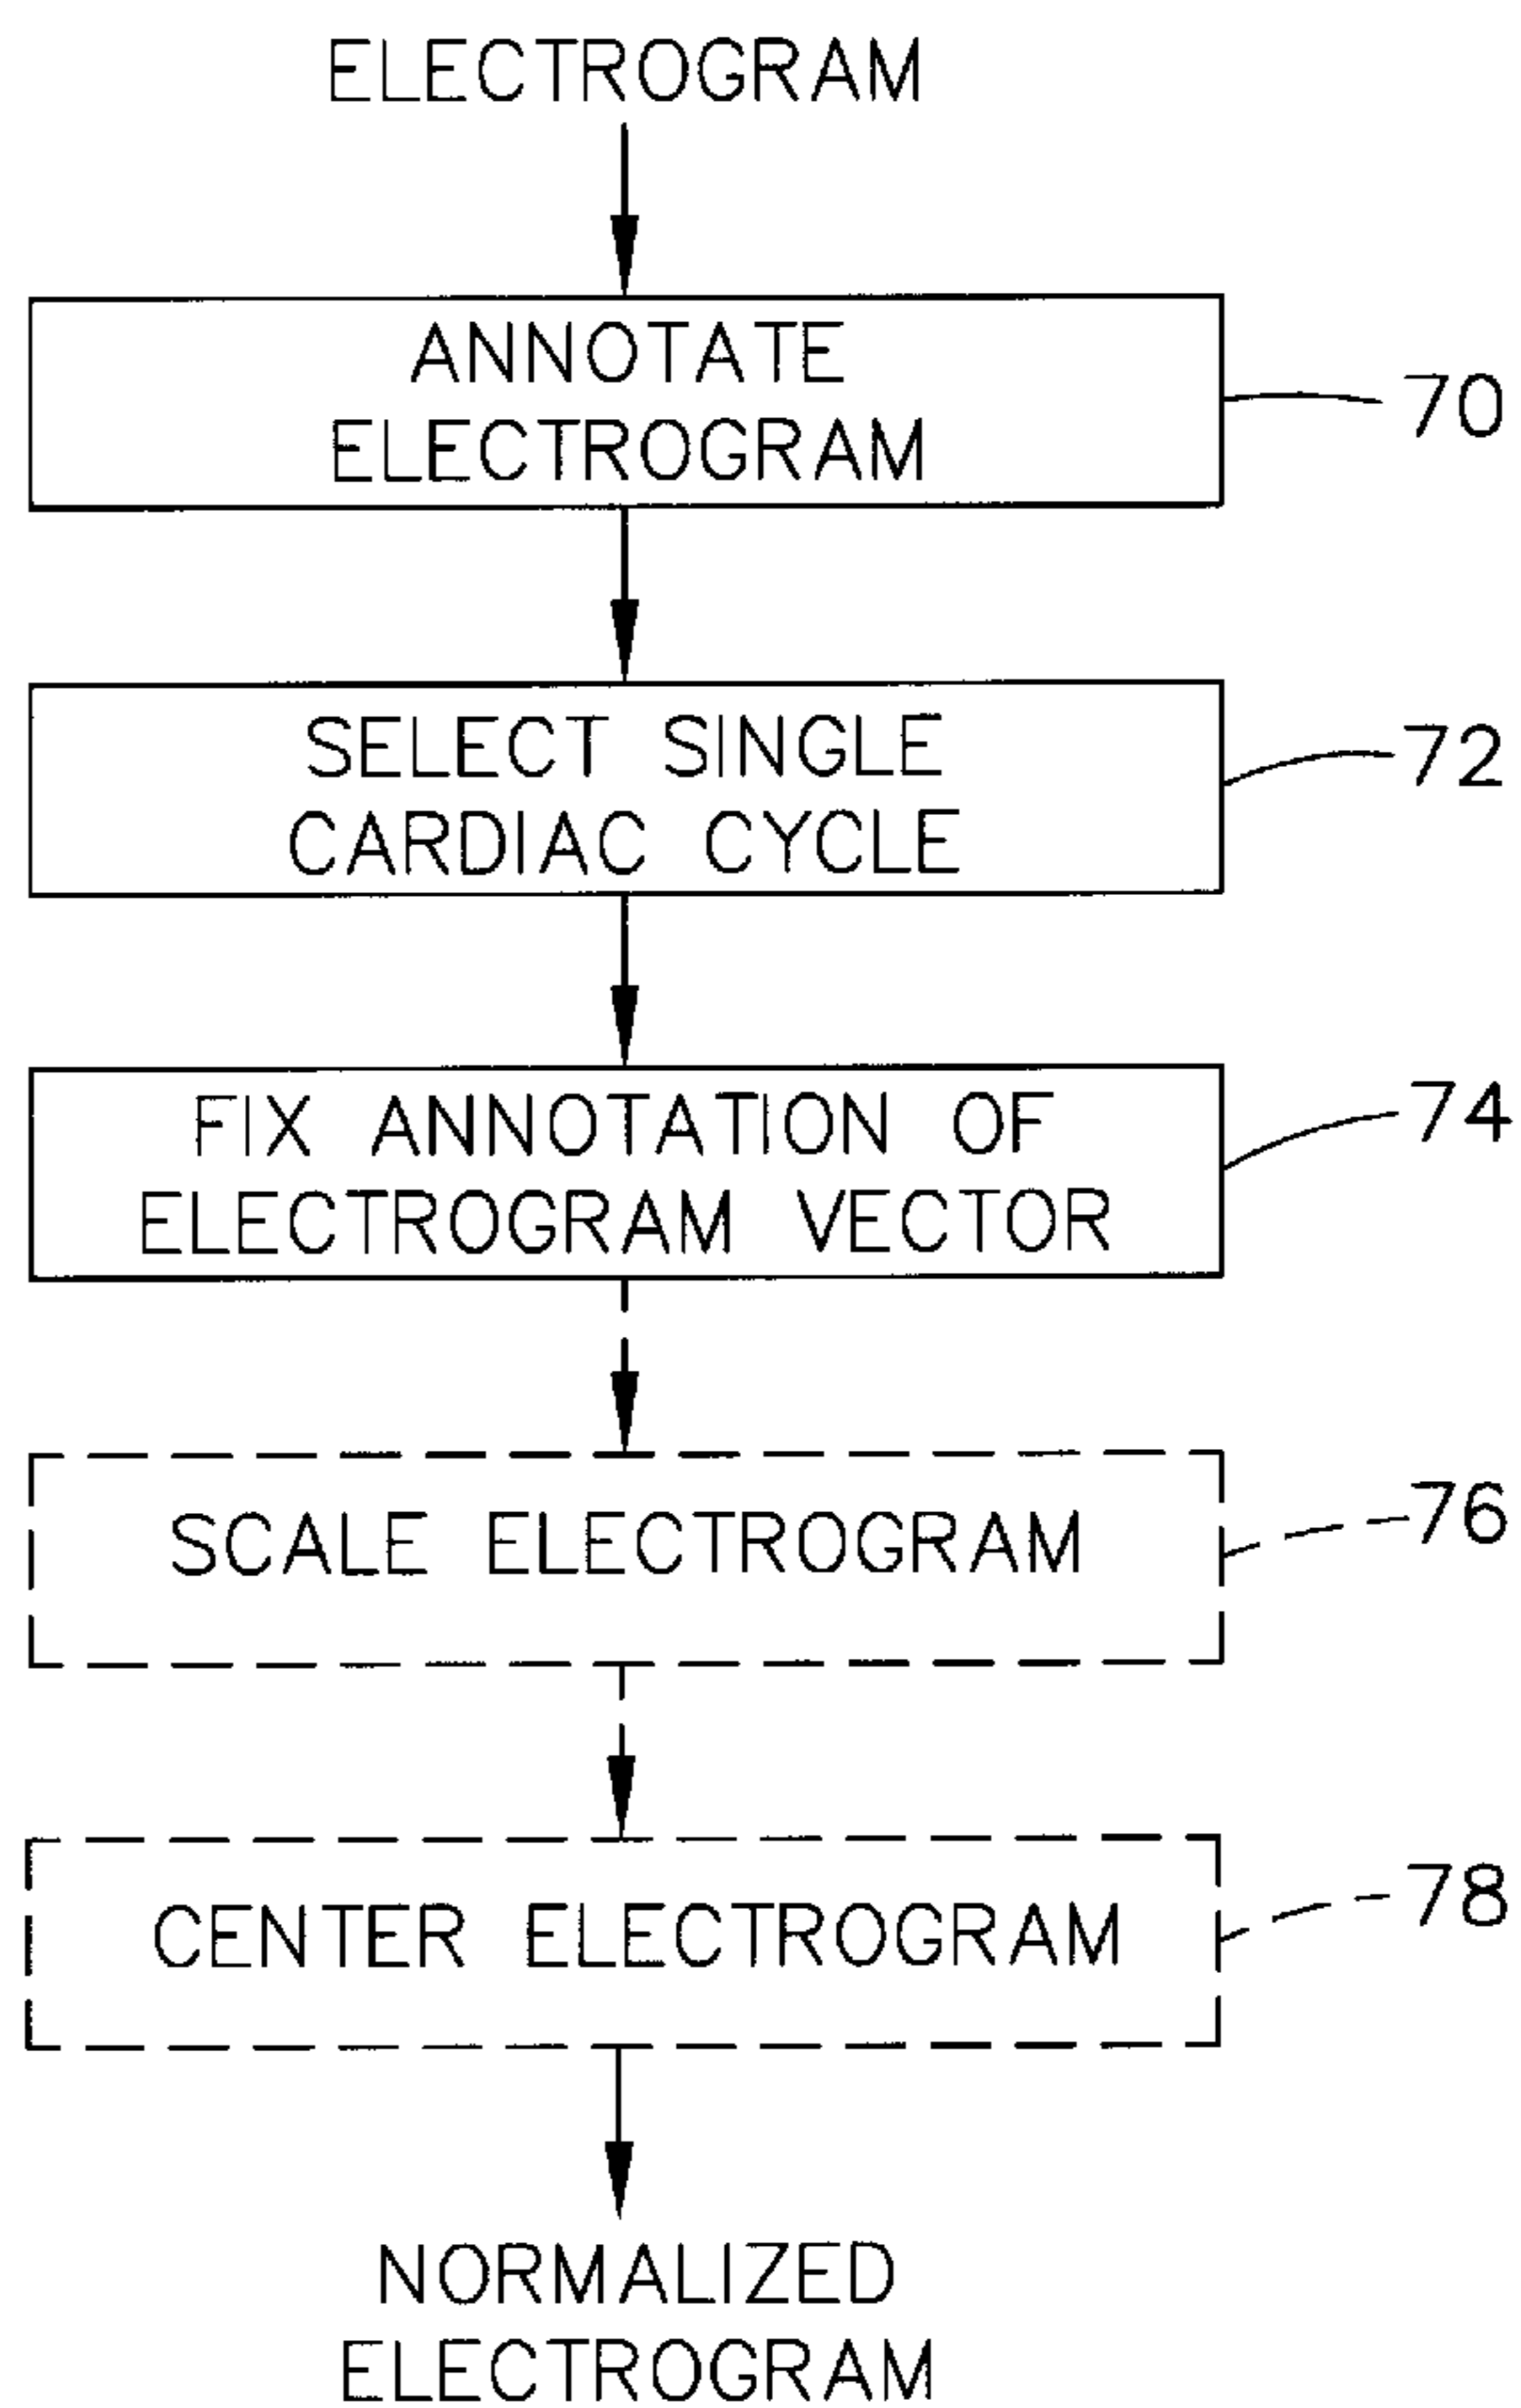 ELECTROGRAM
ANNOTATE
ELECTROGRAM
70
SELECT SINGLE
CARDIAC CYCLE
72
FIX ANNOTATION OF
ELECTROGRAM VECTOR
74
SCALE ELECTROGRAM
76
CENTER ELECTROGRAM
78
NORMALIZED
ELECTROGRAM